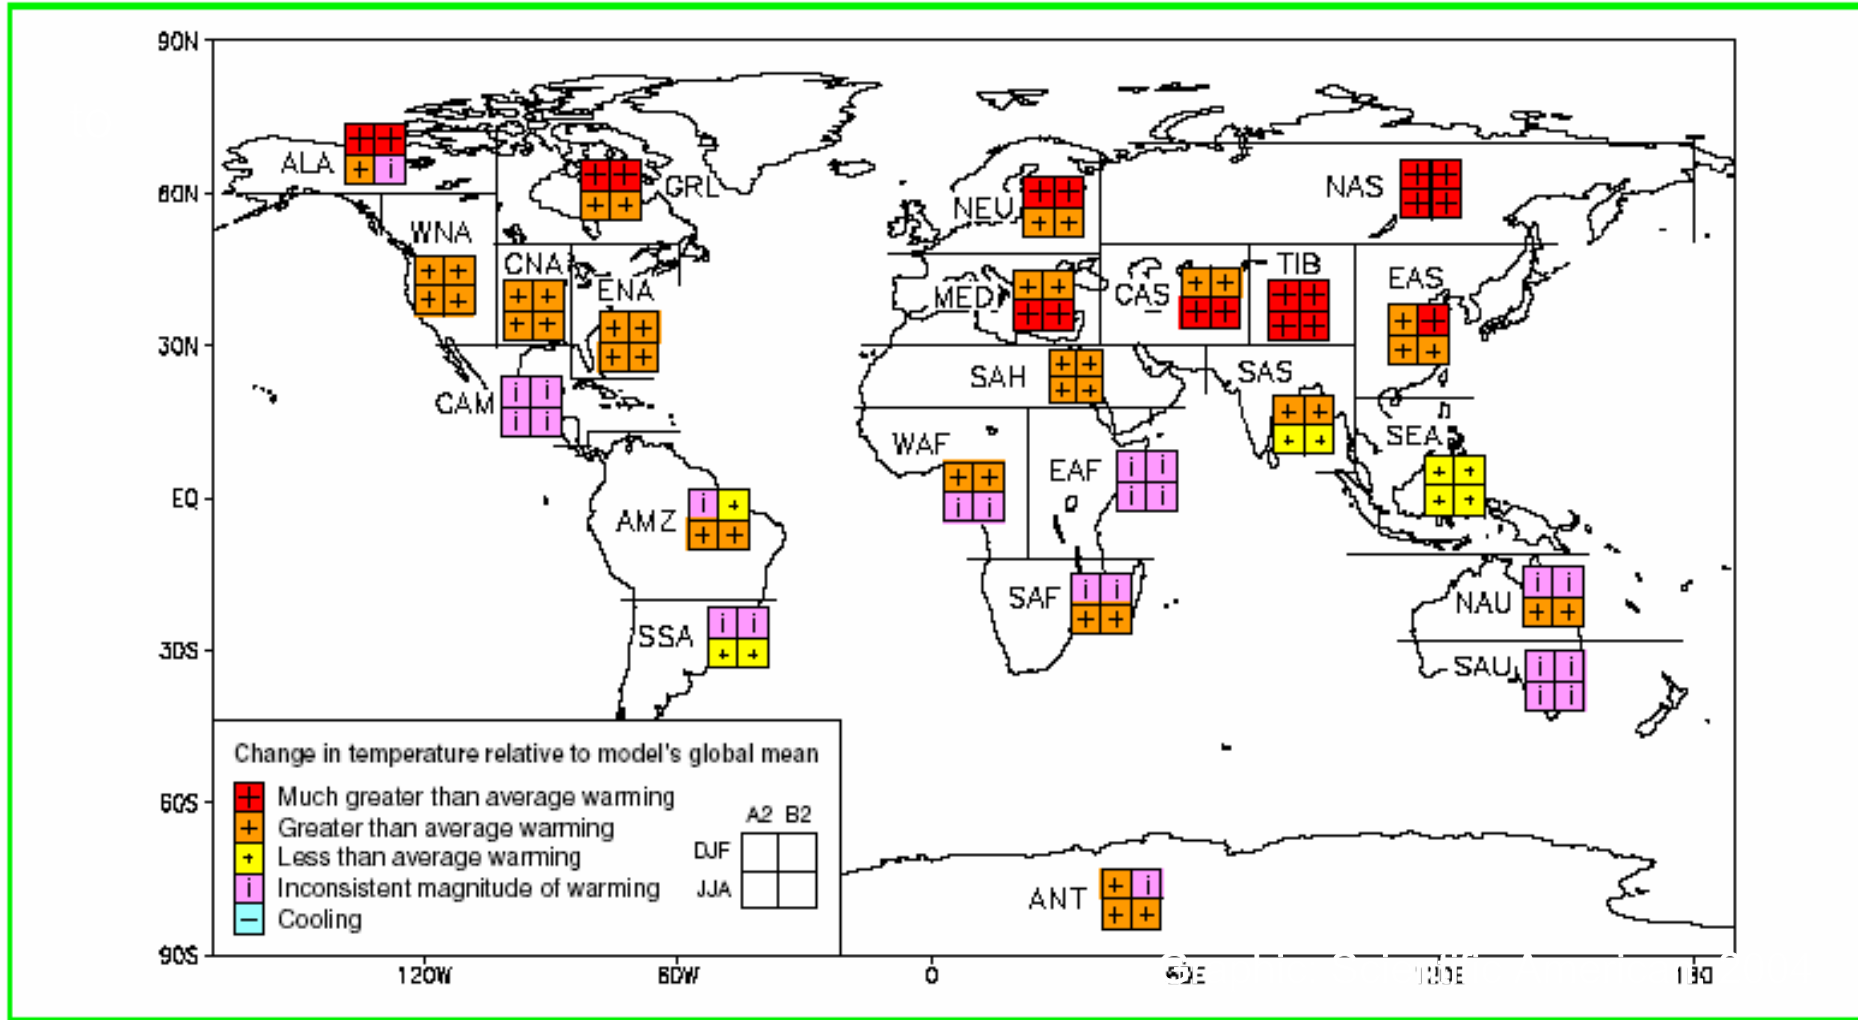 90N
60N
30N
EQ
30S
60S
90S
120W
60W
0
180
ALA
GRL
WNA
CNA
ENA
CAM
AMZ
SSA
NEU
NAS
MED
CAS
TIB
EAS
SAH
SAS
WAF
EAF
SEA
SAF
NAU
SAU
ANT
Change in temperature relative to model's global mean
+ Much greater than average warming
+ Greater than average warming
+ Less than average warming
i Inconsistent magnitude of warming
− Cooling
A2 B2
DJF
JJA